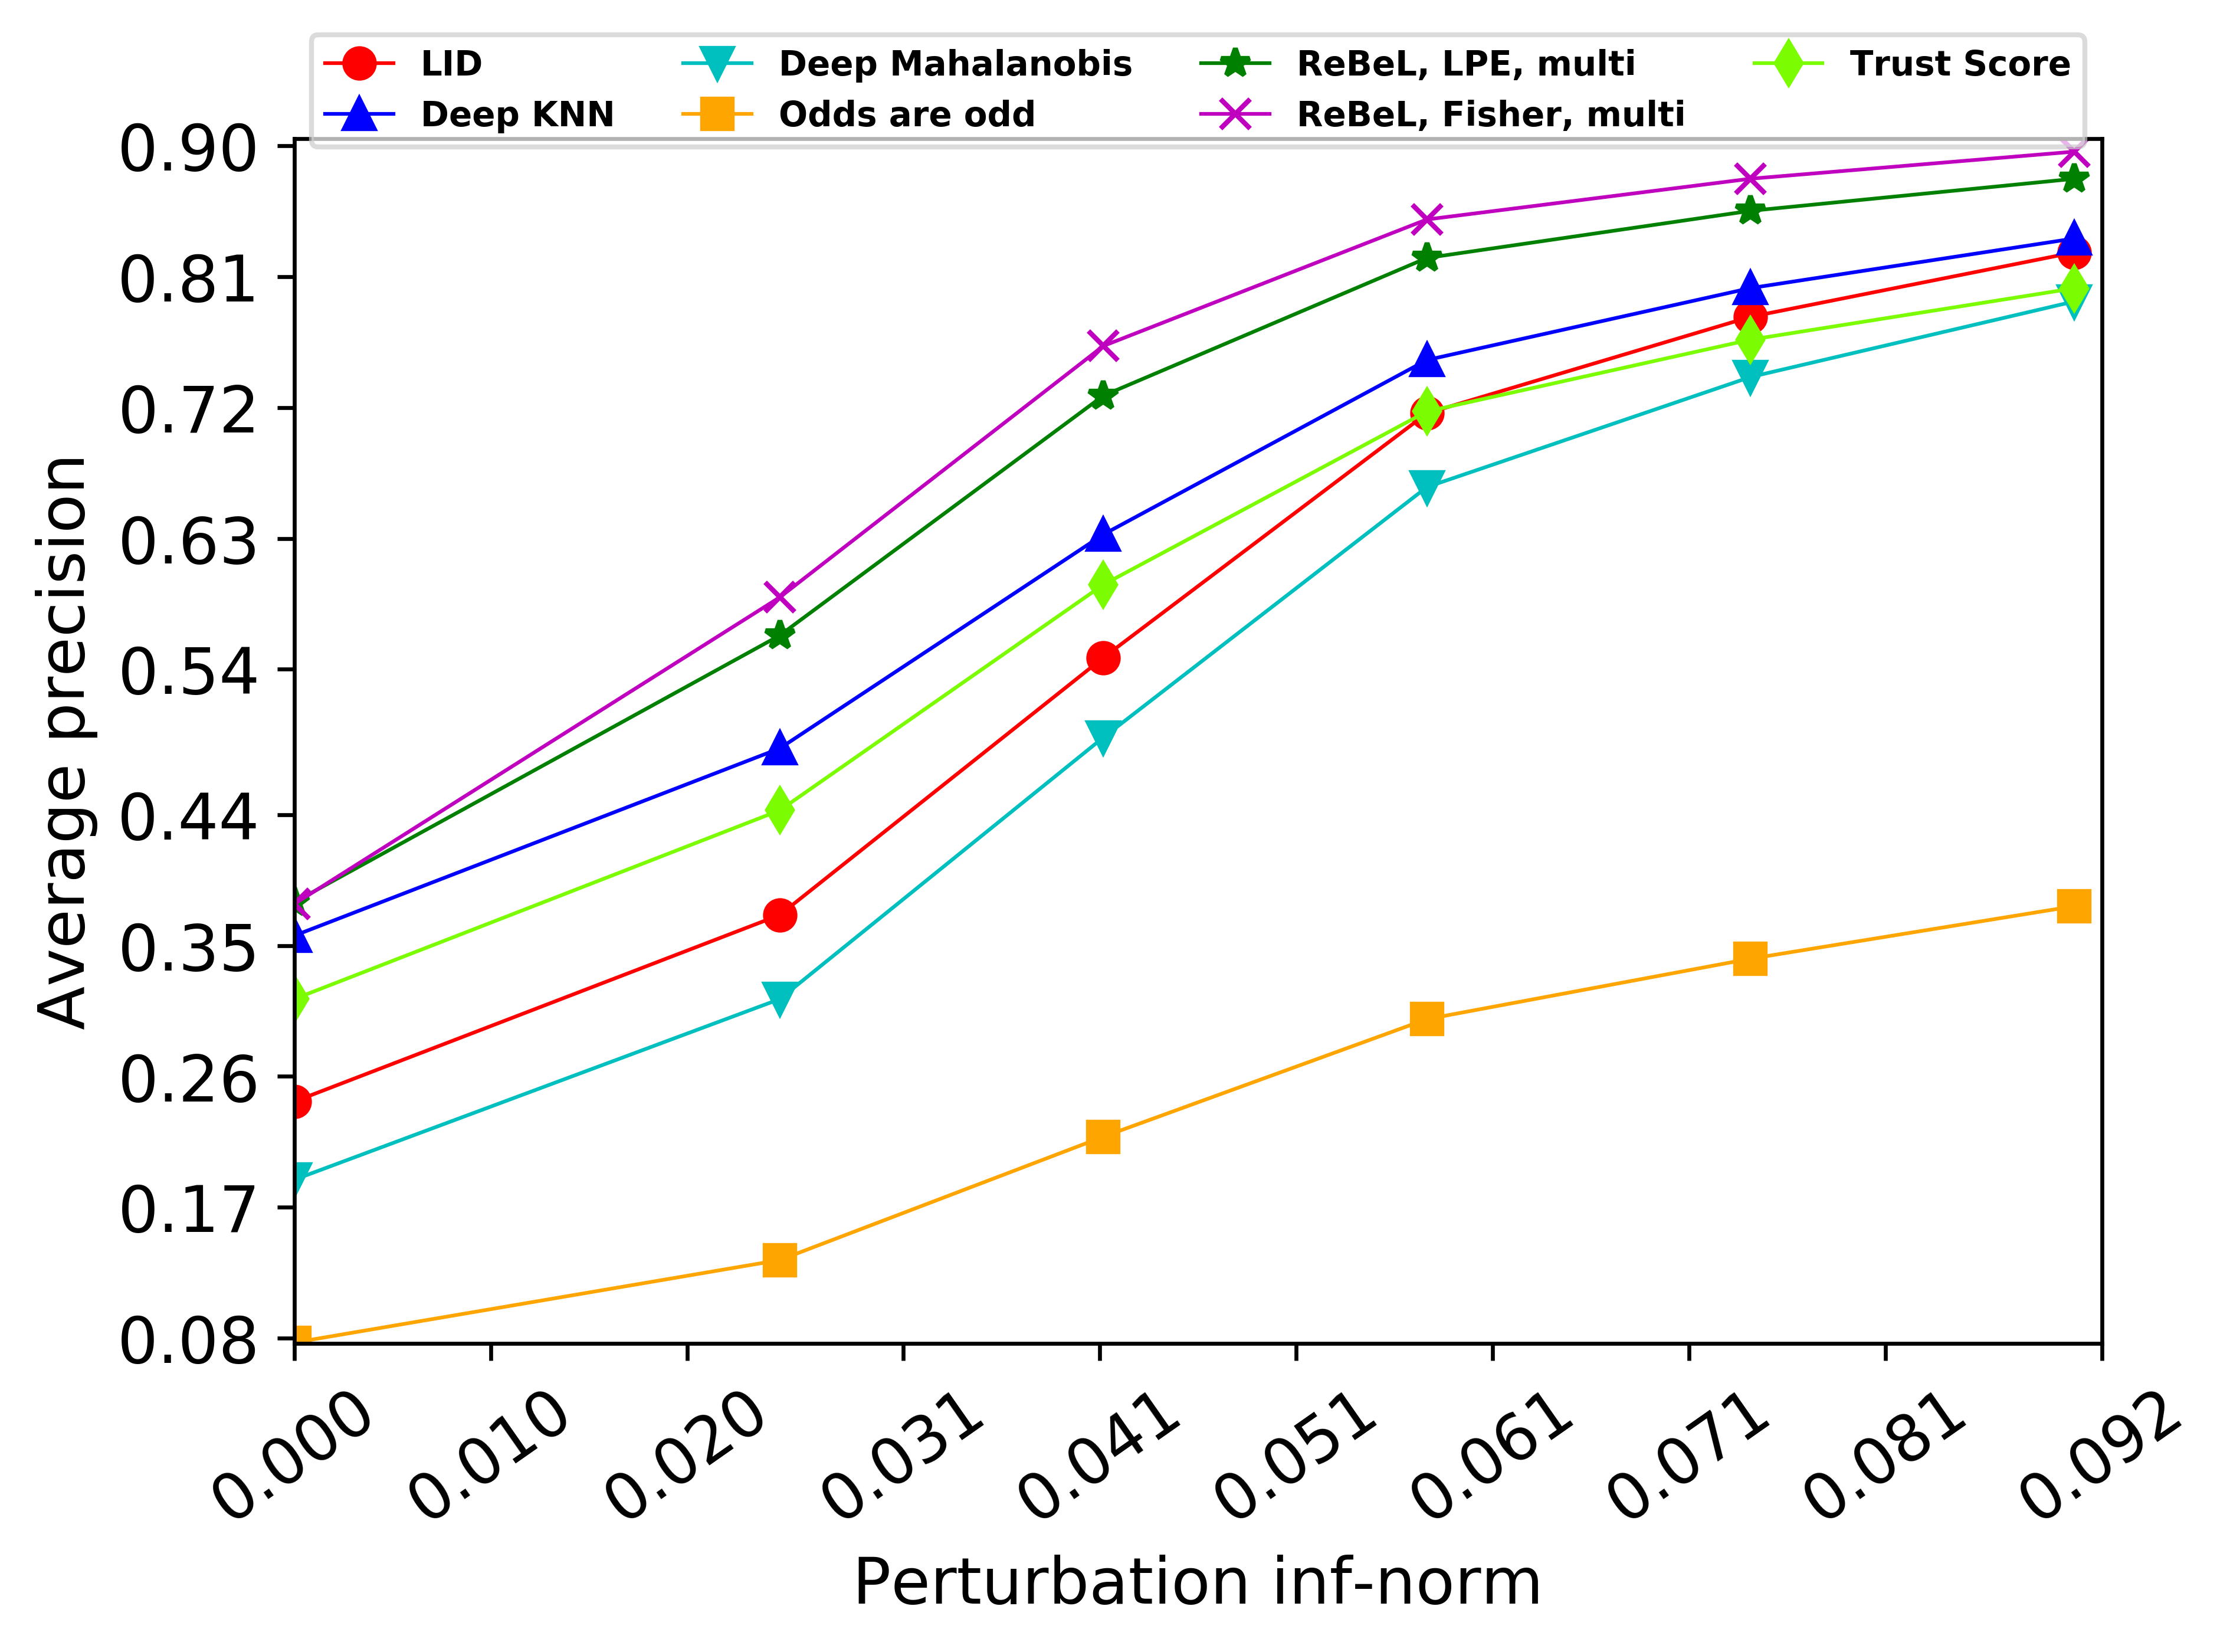 LID
Deep KNN
Deep Mahalanobis
Odds are odd
ReBeL, LPE, multi
ReBeL, Fisher, multi
Trust Score
Average precision
0.90
0.81
0.72
0.63
0.54
0.44
0.35
0.26
0.17
0.08
0.000
0.010
0.020
0.031
0.041
0.051
0.061
0.071
0.081
0.092
Perturbation inf-norm